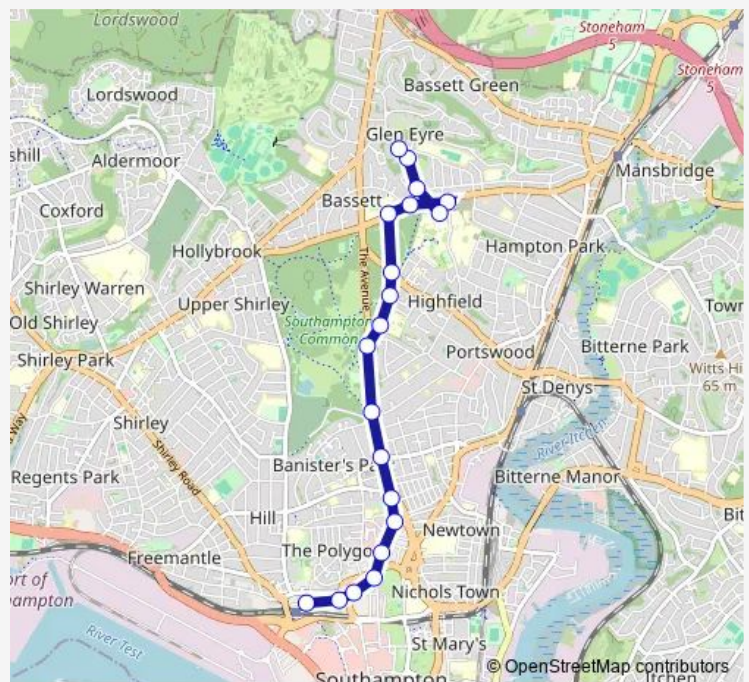 Lordswood
Stoneham
5
Stoneham
5
Bassett Green
Lordswood
Glen Eyre
shill
Aldermoor
Mansbridge
Bassett
Coxford
Hollybrook
Hampton Park
The Avenue
Shirley Warren
Upper Shirley
Highfield
Town
Old Shirley
Southampton
Common
Portswood
Bitterne Park
Shirley Park
Witts Hi
65 m
St Denys
Way
Shirley
River Itchen
Shirley Road
Banister's Pa
Regents Park
Bitterne Manor
Hill
Bit
Newtown
Freemantle
The Polygo
ort of
hampton
Nichols Town
River Test
St Mary's
© OpenStreetMap contributors
Southampton
Itchen